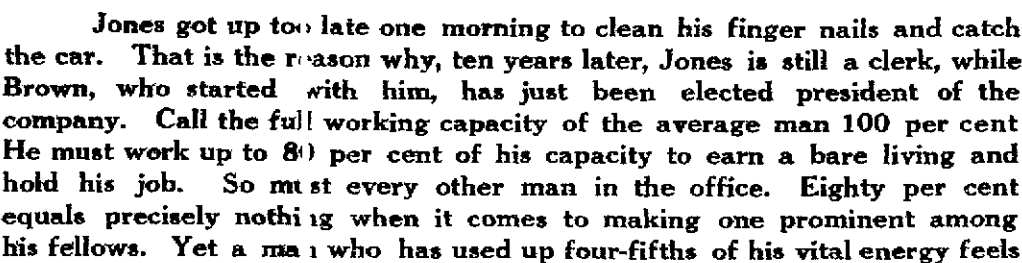 Jones got up too late one morning to clean his finger nails and catch
the car. That is the reason why, ten years later, Jones is still a clerk, while
Brown, who started with him, has just been elected president of the
company. Call the full working capacity of the average man 100 per cent
He must work up to 80 per cent of his capacity to earn a bare living and
hold his job. So must every other man in the office. Eighty per cent
equals precisely nothing when it comes to making one prominent among
his fellows. Yet a man who has used up four-fifths of his vital energy feels